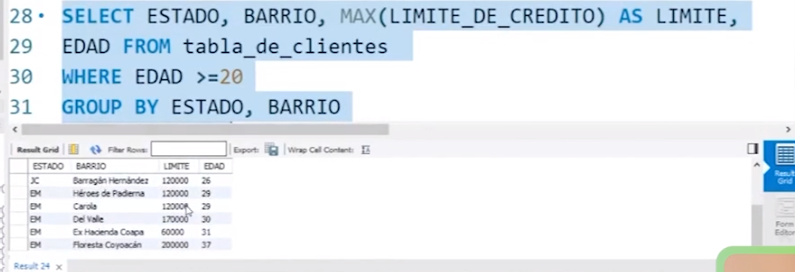 28 SELECT ESTADO, BARRIO, MAX(LIMITE_DE_CREDITO) AS LIMITE,
29 EDAD FROM tabla_de_clientes
30 WHERE EDAD >=20
31 GROUP BY ESTADO, BARRIO
Result Grid Filter Rows: Export: Wrap Cell Content: IA
ESTADO BARRIO LIMITE EDAD
JC Barragán Hernández 120000 26
EM Héroes de Padierna 120000 29
EM Carola 120000 29
EM Del Valle 170000 30
EM Ex Hacienda Coapa 60000 31
EM Floresta Coyoacán 200000 37
Result Grid
Form Editor
Result 24 x